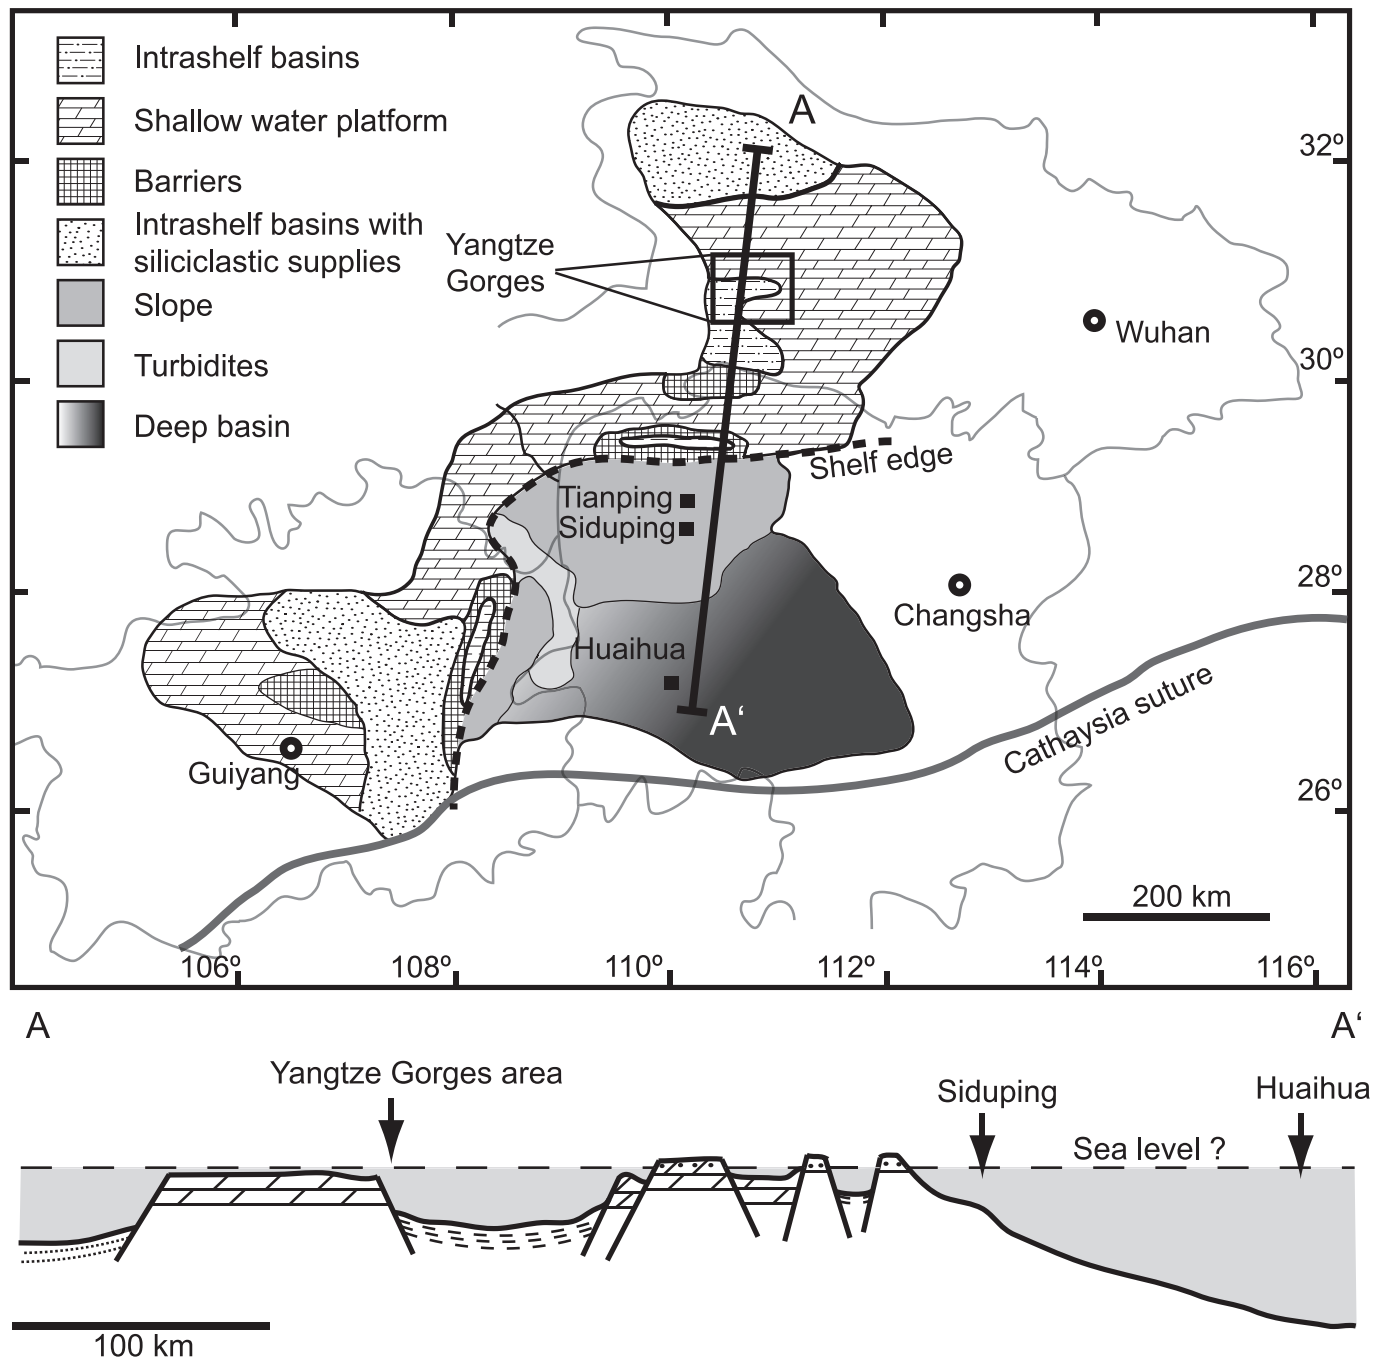 Intrashelf basins
Shallow water platform
Barriers
Intrashelf basins with
siliciclastic supplies
Slope
Turbidites
Deep basin
A
32º
Yangtze
Gorges
Wuhan
30º
Shelf edge
Tianping
Siduping
28º
Changsha
Huaihua
A‘
Cathaysia suture
Guiyang
26º
200 km
106º 108º 110º 112º 114º 116º
A A‘
Yangtze Gorges area
Siduping
Huaihua
Sea level ?
100 km